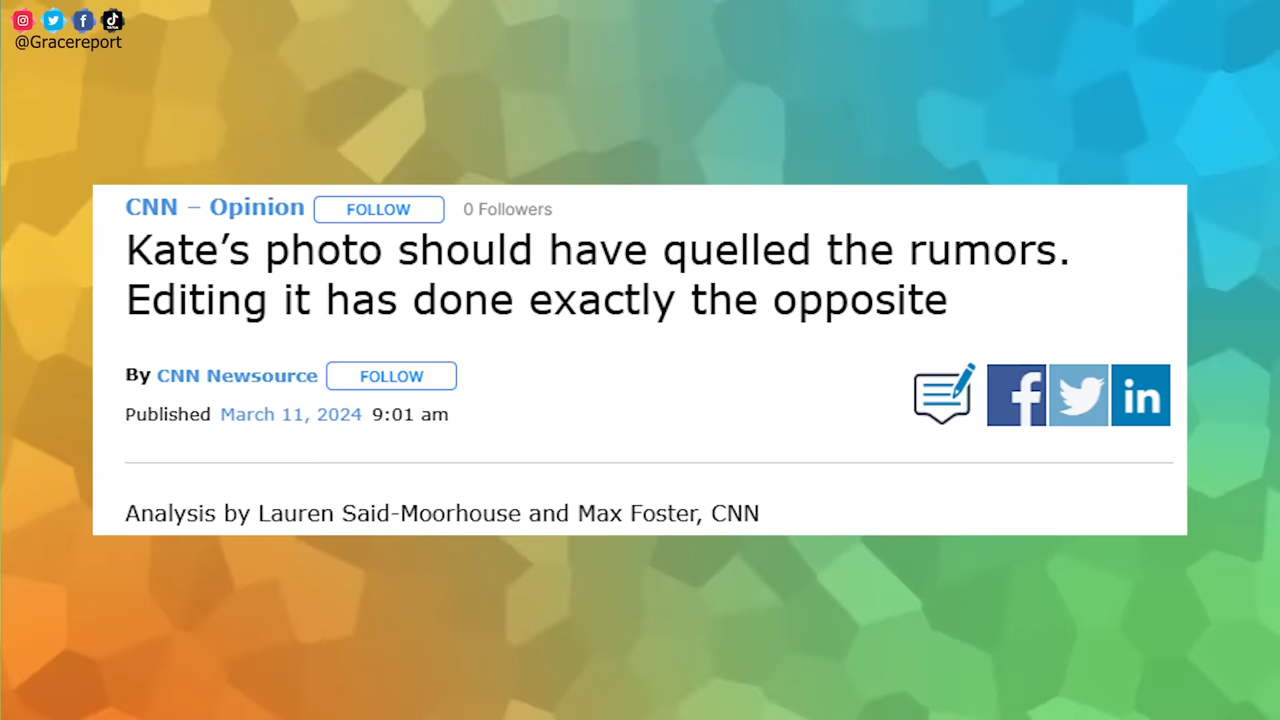 @Gracereport
CNN – Opinion FOLLOW 0 Followers
Kate’s photo should have quelled the rumors.
Editing it has done exactly the opposite
By CNN Newsource FOLLOW
Published March 11, 2024 9:01 am
Analysis by Lauren Said-Moorhouse and Max Foster, CNN